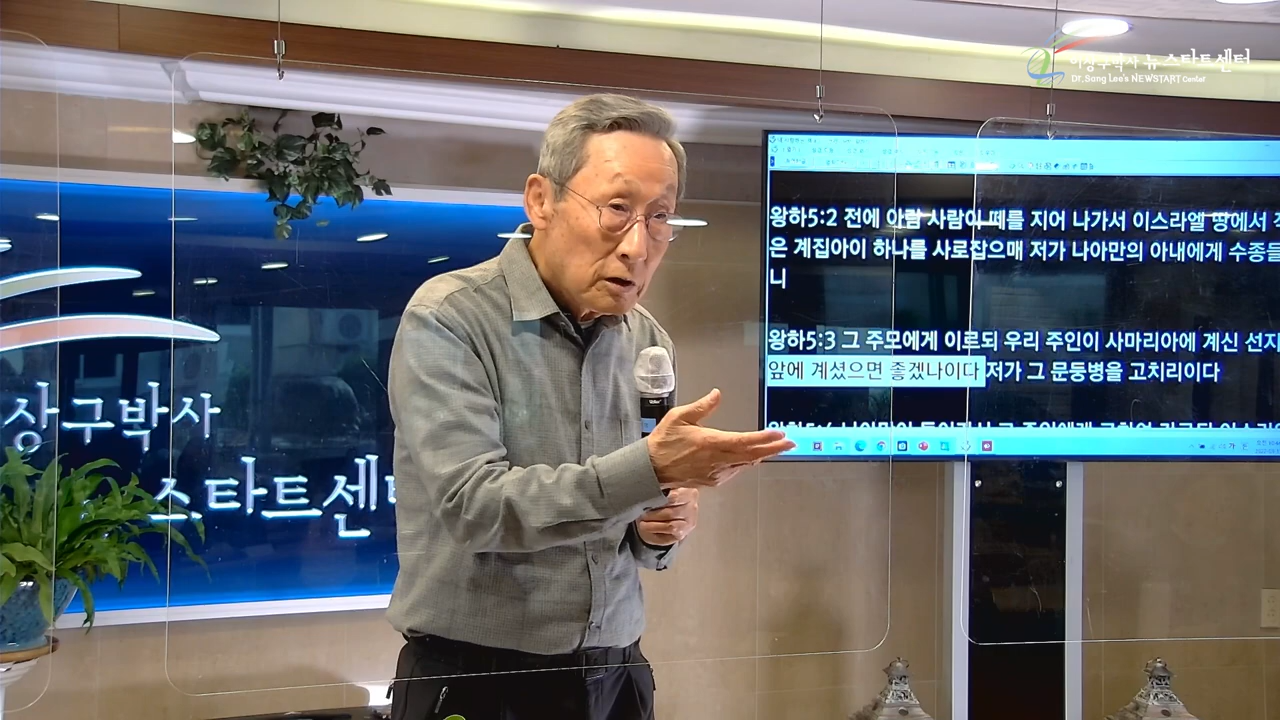 이상구박사 뉴스타트센터
Dr. Sang Lee's NEWSTART Center
왕하5:2 전에 아람 사람이 떼를 지어 나가서 이스라엘 땅에서
은 계집아이 하나를 사로잡으매 저가 나아만의 아내에게 수종들
니
왕하5:3 그 주모에게 이르되 우리 주인이 사마리아에 계신 선지
앞에 계셨으면 좋겠나이다 저가 그 문둥병을 고치리이다
상구박사
스타트센